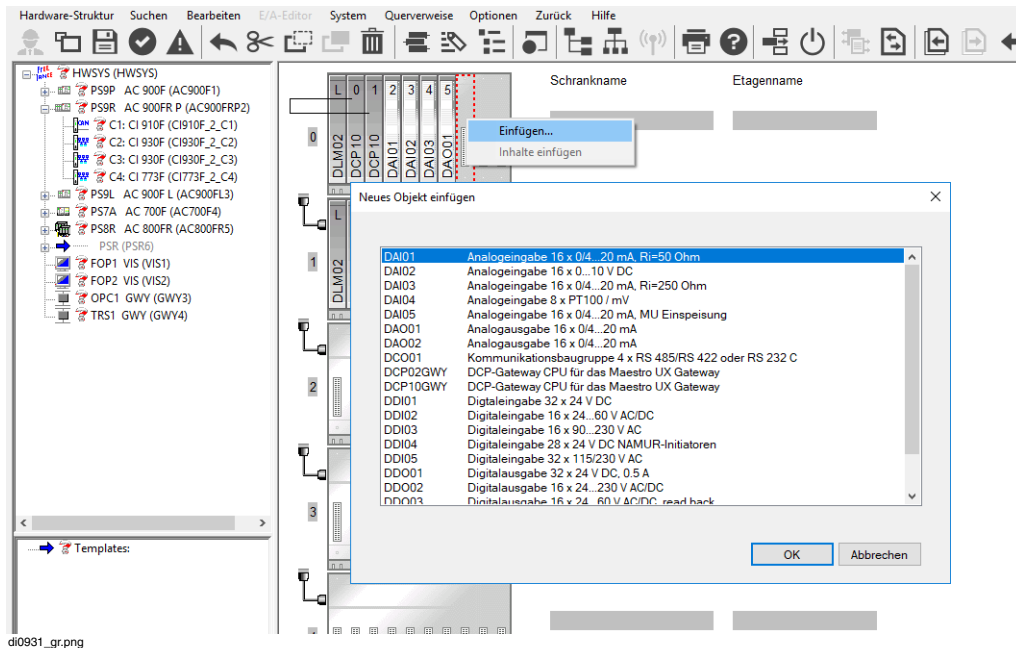 Hardware-Struktur Suchen Bearbeiten E/A-Editor System Querverweise Optionen Zurück Hilfe
HWSYS (HWSYS)
PS9P AC 900F (AC900F1)
PS9R AC 900FR P (AC900FRP2)
C1: CI 910F (CI910F_2_C1)
C2: CI 930F (CI930F_2_C2)
C3: CI 930F (CI930F_2_C3)
C4: CI 773F (CI773F_2_C4)
PS9L AC 900F L (AC900FL3)
PS7A AC 700F (AC700F4)
PS8R AC 800FR (AC800FR5)
PSR (PSR6)
FOP1 VIS (VIS1)
FOP2 VIS (VIS2)
OPC1 GWY (GWY3)
TRS1 GWY (GWY4)
Templates:
Schrankname Etagenname
L 0 1 2 3 4 5
0
DLM02 DCP10 DCP10 DAI01 DAI02 DAI03 DAO01
Einfügen...
Inhalte einfügen
L
1
DLM02
2
3
Neues Objekt einfügen
DAI01 Analogeingabe 16 x 0/4...20 mA, Ri=50 Ohm
DAI02 Analogeingabe 16 x 0...10 V DC
DAI03 Analogeingabe 16 x 0/4...20 mA, Ri=250 Ohm
DAI04 Analogeingabe 8 x PT100 / mV
DAI05 Analogeingabe 16 x 0/4...20 mA, MU Einspeisung
DAO01 Analogausgabe 16 x 0/4...20 mA
DAO02 Analogausgabe 16 x 0/4...20 mA
DCO01 Kommunikationsbaugruppe 4 x RS 485/RS 422 oder RS 232 C
DCP02GWY DCP-Gateway CPU für das Maestro UX Gateway
DCP10GWY DCP-Gateway CPU für das Maestro UX Gateway
DDI01 Digtaleingabe 32 x 24 V DC
DDI02 Digitaleingabe 16 x 24...60 V AC/DC
DDI03 Digitaleingabe 16 x 90...230 V AC
DDI04 Digitaleingabe 28 x 24 V DC NAMUR-Initiatoren
DDI05 Digitaleingabe 32 x 115/230 V AC
DDO01 Digitalausgabe 32 x 24 V DC, 0.5 A
DDO02 Digitalausgabe 16 x 24...230 V AC/DC
DDO03 Digitalausgabe 16 x 24...60 V AC/DC, read back
OK Abbrechen
di0931_gr.png